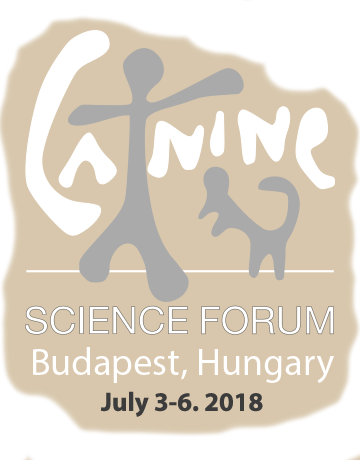 CANINE
SCIENCE FORUM
Budapest, Hungary
July 3-6. 2018